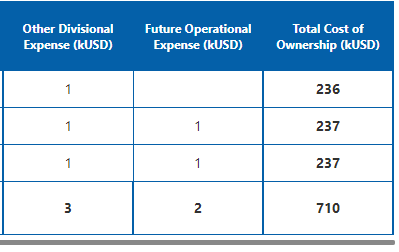 Other Divisional Expense (kUSD) Future Operational Expense (kUSD) Total Cost of Ownership (kUSD)
1 236
1 1 237
1 1 237
3 2 710